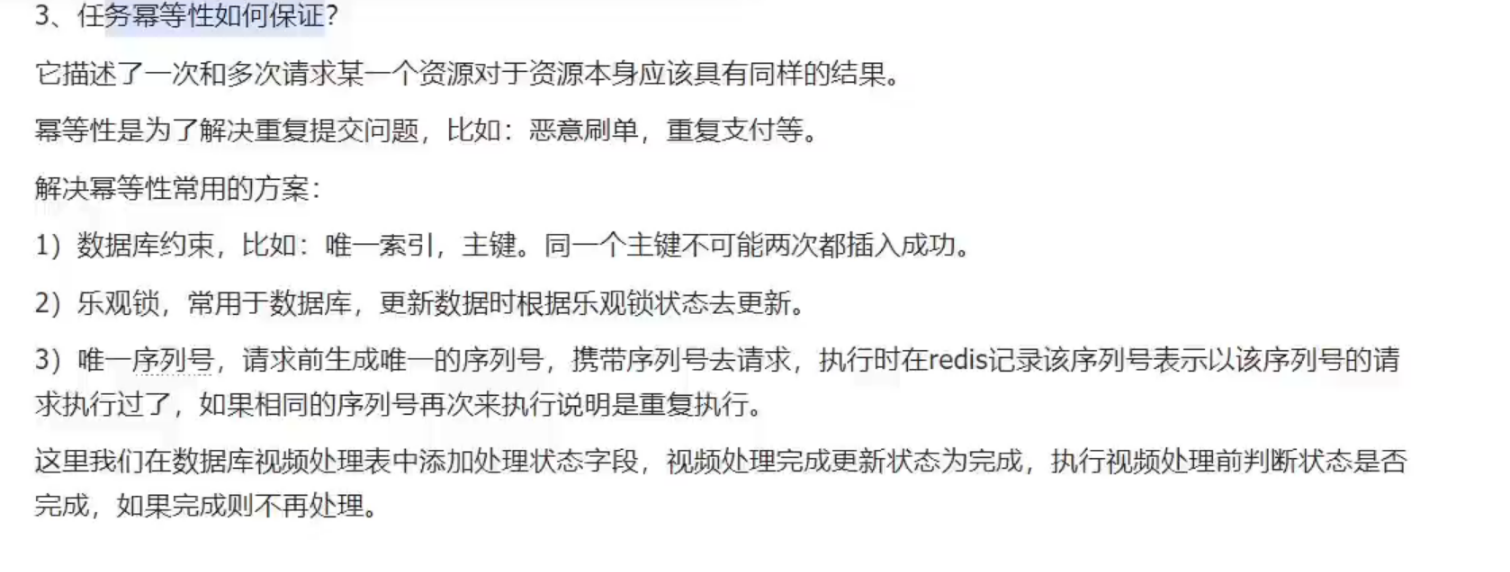 3、任务幂等性如何保证？
它描述了一次和多次请求某一个资源对于资源本身应该具有同样的结果。
幂等性是为了解决重复提交问题，比如：恶意刷单，重复支付等。
解决幂等性常用的方案：
1）数据库约束，比如：唯一索引，主键。同一个主键不可能两次都插入成功。
2）乐观锁，常用于数据库，更新数据时根据乐观锁状态去更新。
3）唯一序列号，请求前生成唯一的序列号，携带序列号去请求，执行时在redis记录该序列号表示以该序列号的请
求执行过了，如果相同的序列号再次来执行说明是重复执行。
这里我们在数据库视频处理表中添加处理状态字段，视频处理完成更新状态为完成，执行视频处理前判断状态是否
完成，如果完成则不再处理。